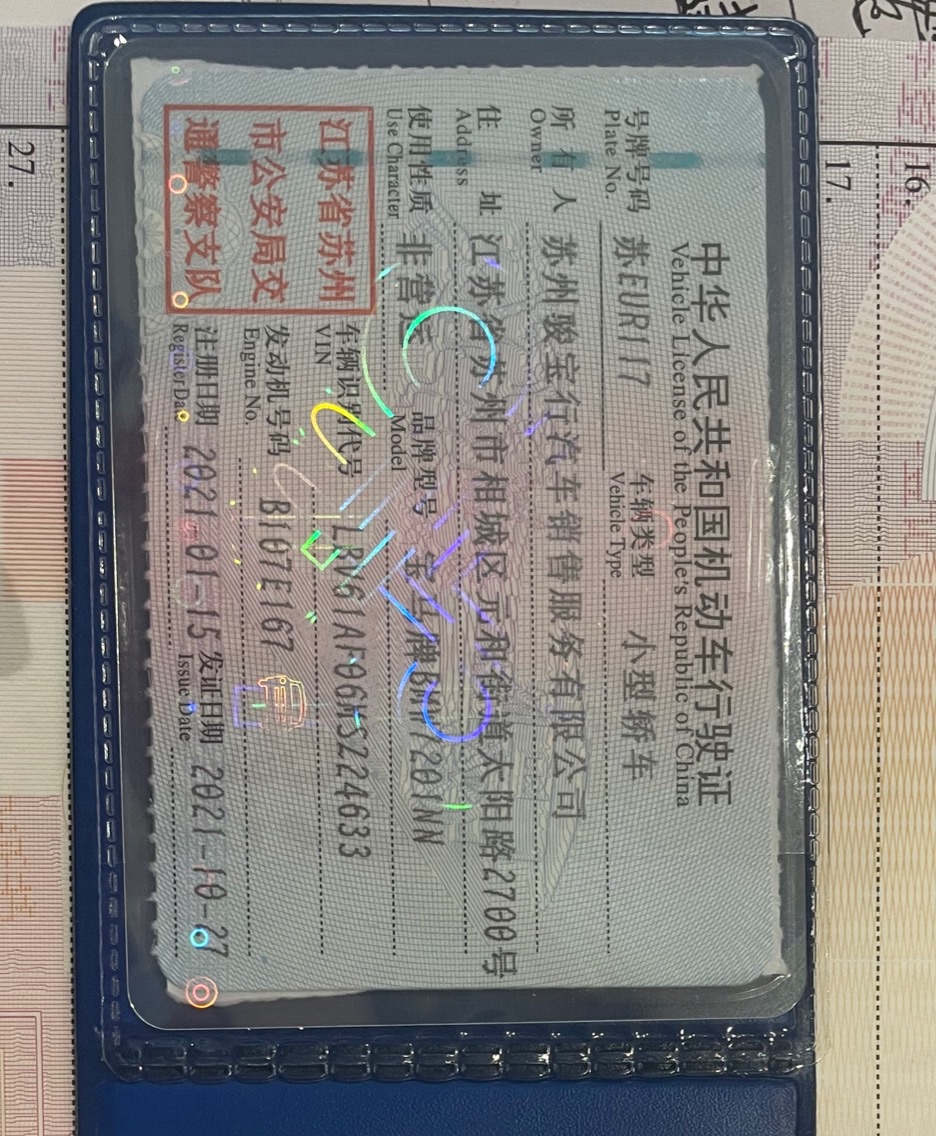 中华人民共和国机动车行驶证
Vehicle License of the People's Republic of China
号牌号码 苏EUR117 车辆类型 小型轿车
Plate No. Vehicle Type
所有人 苏州骏宝行汽车销售服务有限公司
Owner
住址 江苏省苏州市相城区元和街道大阳路2700号
Address
使用性质 非营运 品牌型号 宝马牌BMW7201NN
Use Character Model
江苏省苏州
市公安局交
通警察支队
车辆识别代号
VIN
发动机号码 B107E167
Engine No.
注册日期 2021-01-15 发证日期 2021-10-27
Register Date Issue Date
16.
17.
27.